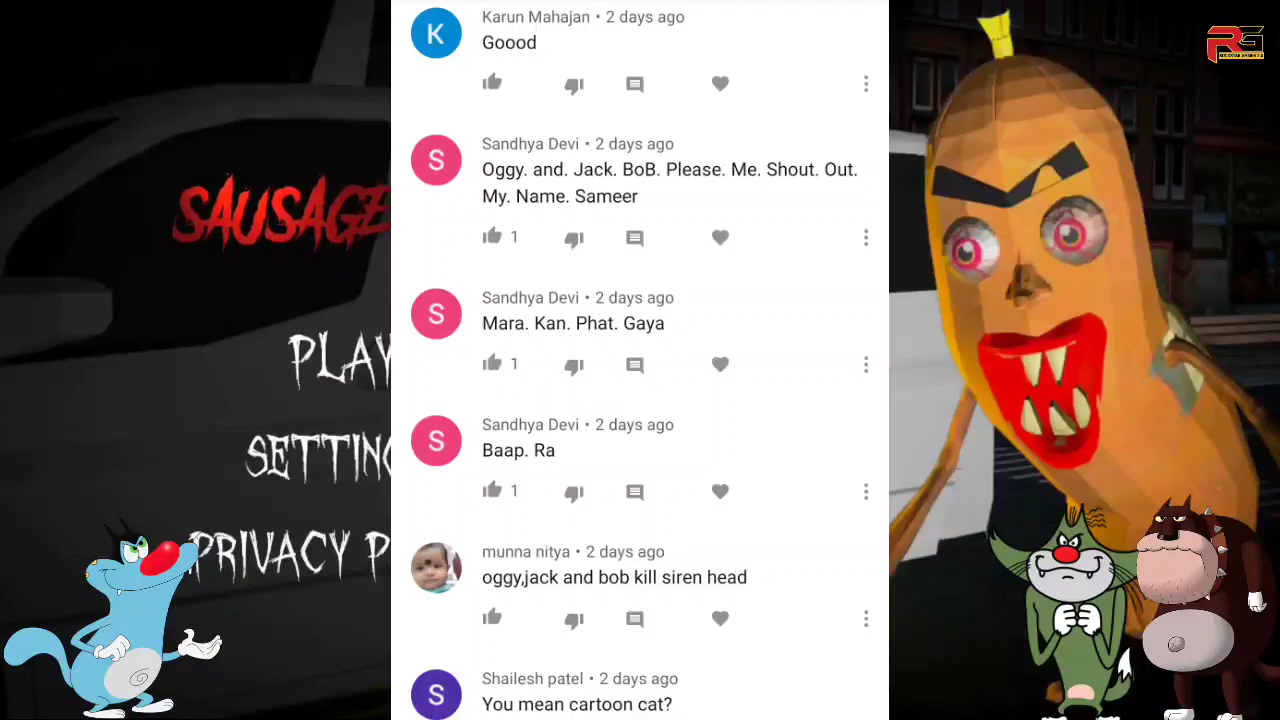 K
Karun Mahajan • 2 days ago
Goood
S
Sandhya Devi • 2 days ago
Oggy. and. Jack. BoB. Please. Me. Shout. Out.
My. Name. Sameer
1
S
Sandhya Devi • 2 days ago
Mara. Kan. Phat. Gaya
1
S
Sandhya Devi • 2 days ago
Baap. Ra
1
munna nitya • 2 days ago
oggy,jack and bob kill siren head
S
Shailesh patel • 2 days ago
You mean cartoon cat?
SAUSAGE
PLAY
SETTING
PRIVACY P
RG